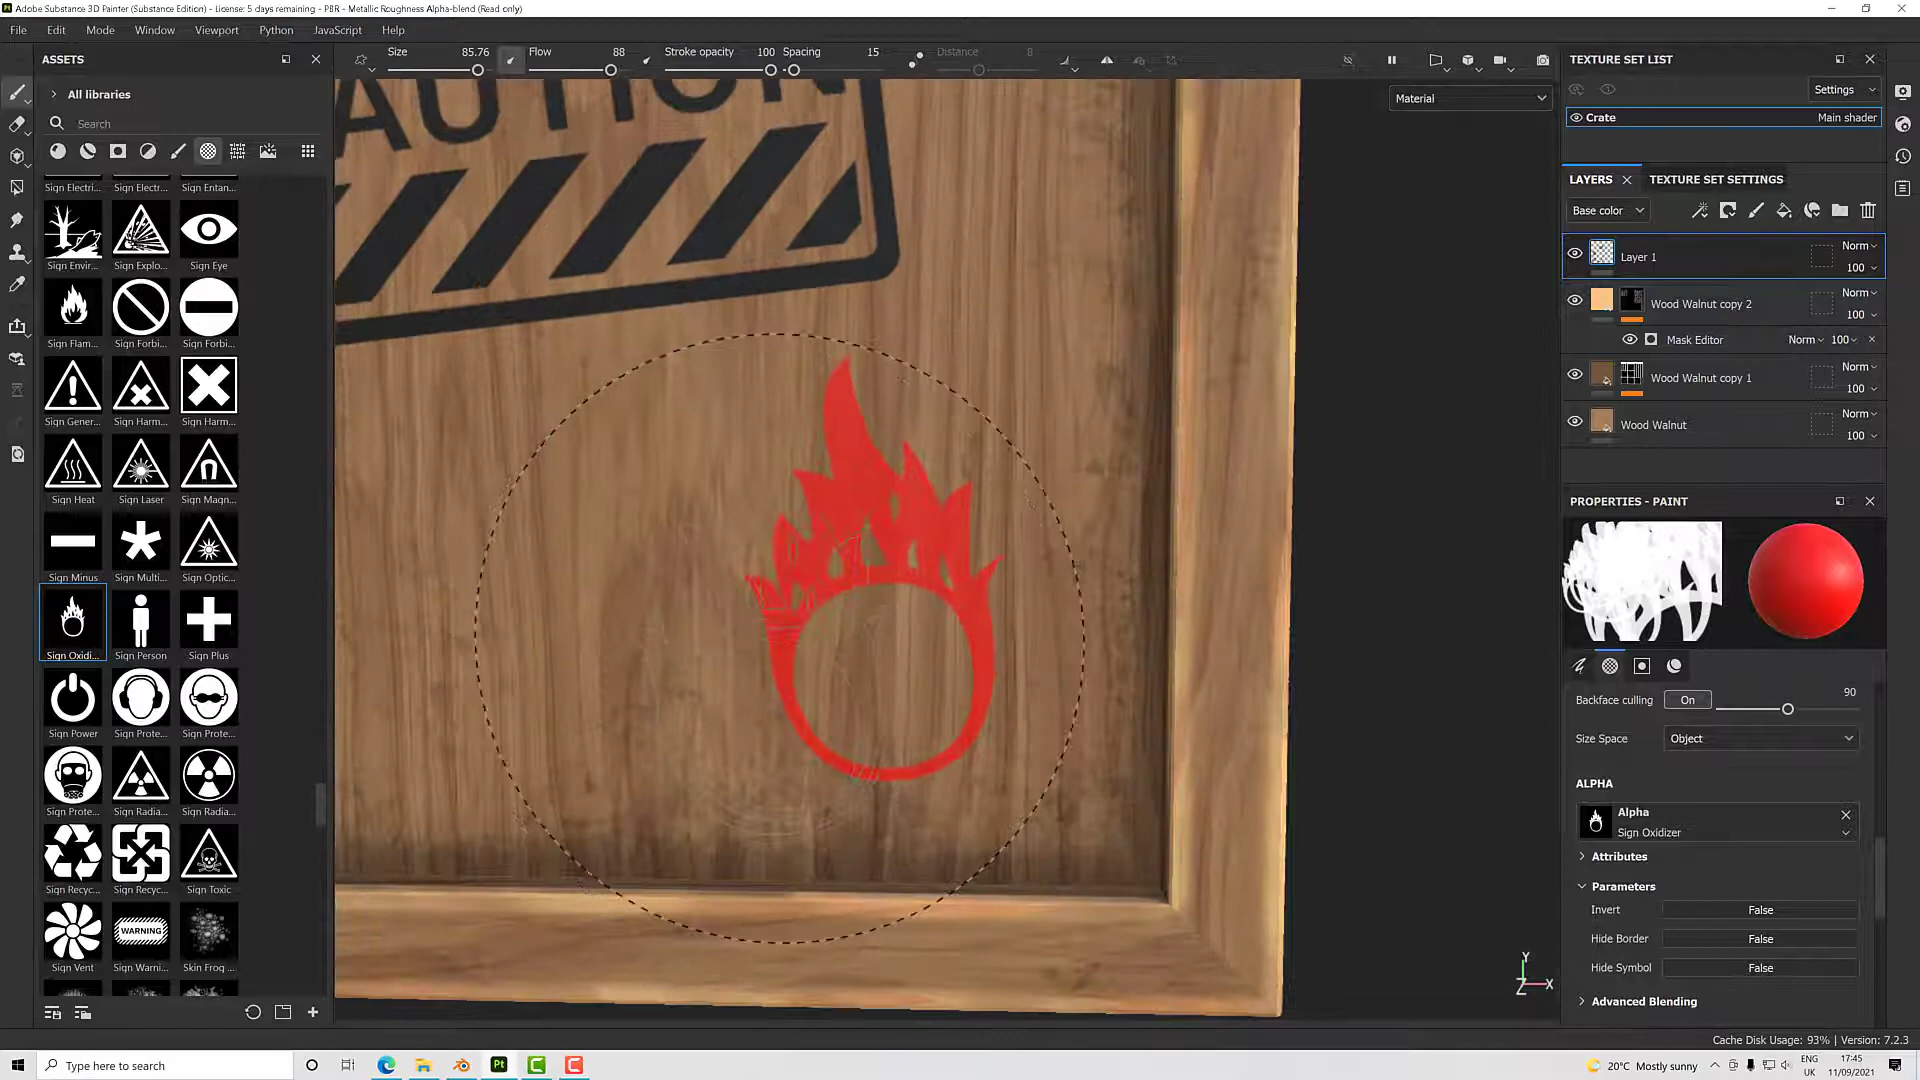 Adobe Substance 3D Painter (Substance Edition) - License: 5 days remaining - PBR - Metallic Roughness Alpha-blend (Read only)
File Edit Mode Window Viewport Python JavaScript Help
ASSETS
Size 85.76 Flow 88 Stroke opacity 100 Spacing 15 Distance 8
All libraries
Search
Material
CAUTION
Sign Electri... Sign Electr... Sign Entan...
Sign Envir... Sign Explo... Sign Eye
Sign Flam... Sign Forbi... Sign Forbi...
Sign Gener... Sign Harm... Sign Harm...
Sign Heat Sign Laser Sign Magn...
Sign Minus Sign Multi... Sign Optic...
Sign Oxidi... Sign Person Sign Plus
Sign Power Sign Prote... Sign Prote...
Sign Prote... Sign Radia... Sign Radia...
Sign Recyc... Sign Recyc... Sign Toxic
WARNING
Sign Vent Sign Warni... Skin Frog ...
Y
Z X
TEXTURE SET LIST
Settings
Crate Main shader
LAYERS TEXTURE SET SETTINGS
Base color
Layer 1 Norm 100
Wood Walnut copy 2 Norm 100
Mask Editor Norm 100
Wood Walnut copy 1 Norm 100
Wood Walnut Norm 100
PROPERTIES - PAINT
Backface culling On 90
Size Space Object
ALPHA
Alpha
Sign Oxidizer
Attributes
Parameters
Invert False
Hide Border False
Hide Symbol False
Advanced Blending
Cache Disk Usage: 93% | Version: 7.2.3
Type here to search
Pt
20°C Mostly sunny
ENG
UK
17:45
11/09/2021